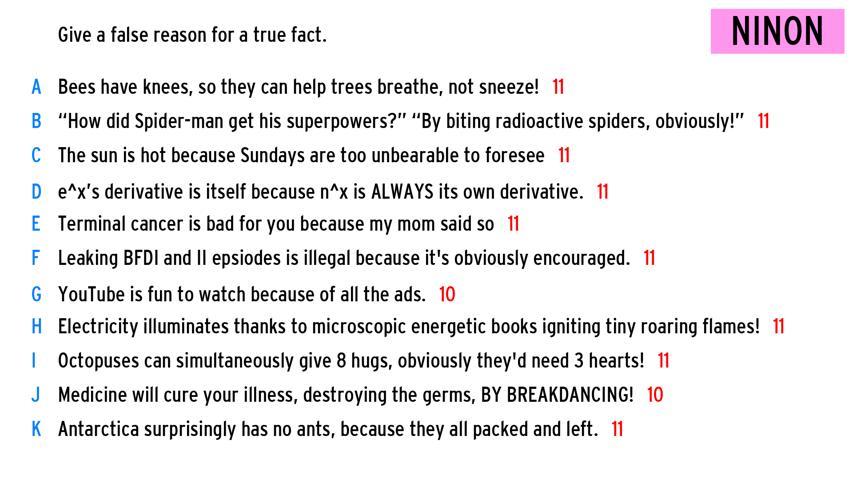 Give a false reason for a true fact.
NINON
A Bees have knees, so they can help trees breathe, not sneeze! 11
B “How did Spider-man get his superpowers?” “By biting radioactive spiders, obviously!” 11
C The sun is hot because Sundays are too unbearable to foresee 11
D e^x’s derivative is itself because n^x is ALWAYS its own derivative. 11
E Terminal cancer is bad for you because my mom said so 11
F Leaking BFDI and II epsiodes is illegal because it's obviously encouraged. 11
G YouTube is fun to watch because of all the ads. 10
H Electricity illuminates thanks to microscopic energetic books igniting tiny roaring flames! 11
I Octopuses can simultaneously give 8 hugs, obviously they'd need 3 hearts! 11
J Medicine will cure your illness, destroying the germs, BY BREAKDANCING! 10
K Antarctica surprisingly has no ants, because they all packed and left. 11